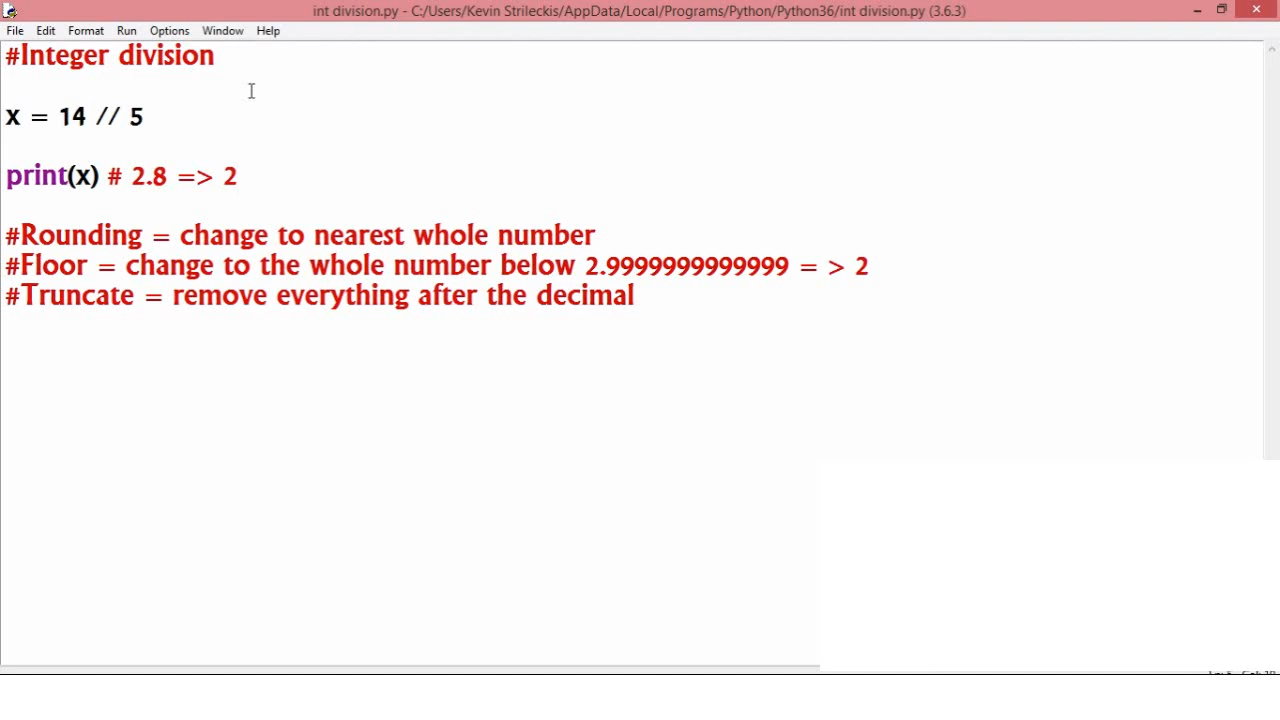 int division.py - C:/Users/Kevin Strileckis/AppData/Local/Programs/Python/Python36/int division.py (3.6.3)
File Edit Format Run Options Window Help
#Integer division
x = 14 // 5
print(x) # 2.8 => 2
#Rounding = change to nearest whole number
#Floor = change to the whole number below 2.9999999999999 = > 2
#Truncate = remove everything after the decimal